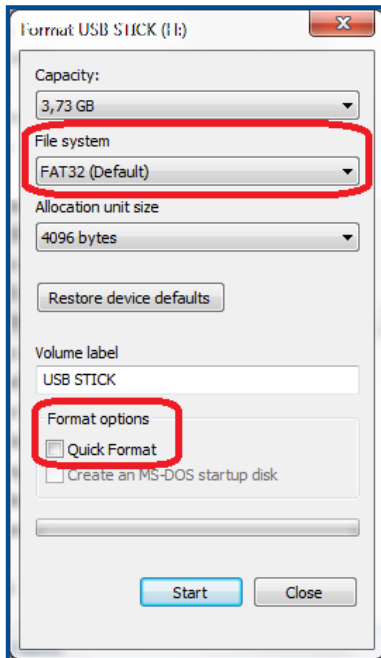 Format USB STICK (H:)
Capacity:
3,73 GB
File system
FAT32 (Default)
Allocation unit size
4096 bytes
Restore device defaults
Volume label
USB STICK
Format options
Quick Format
Create an MS-DOS startup disk
Start
Close